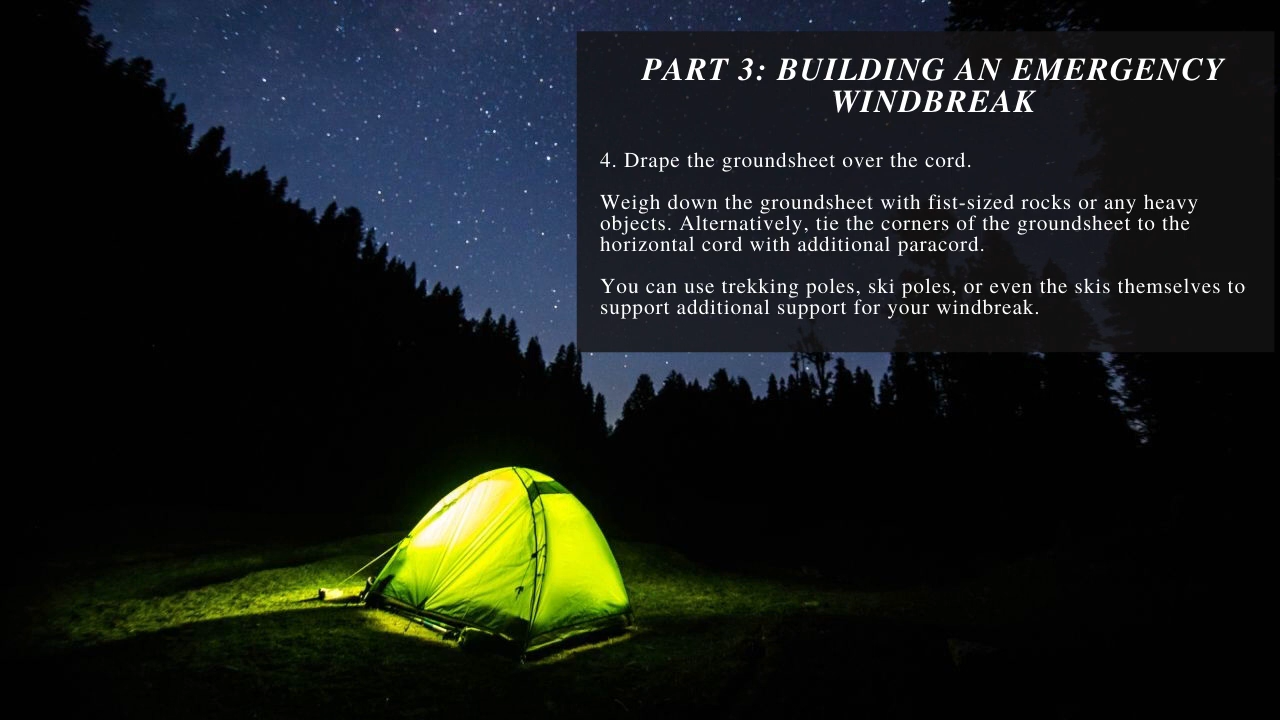 PART 3: BUILDING AN EMERGENCY
WINDBREAK
4. Drape the groundsheet over the cord.
Weigh down the groundsheet with fist-sized rocks or any heavy
objects. Alternatively, tie the corners of the groundsheet to the
horizontal cord with additional paracord.
You can use trekking poles, ski poles, or even the skis themselves to
support additional support for your windbreak.